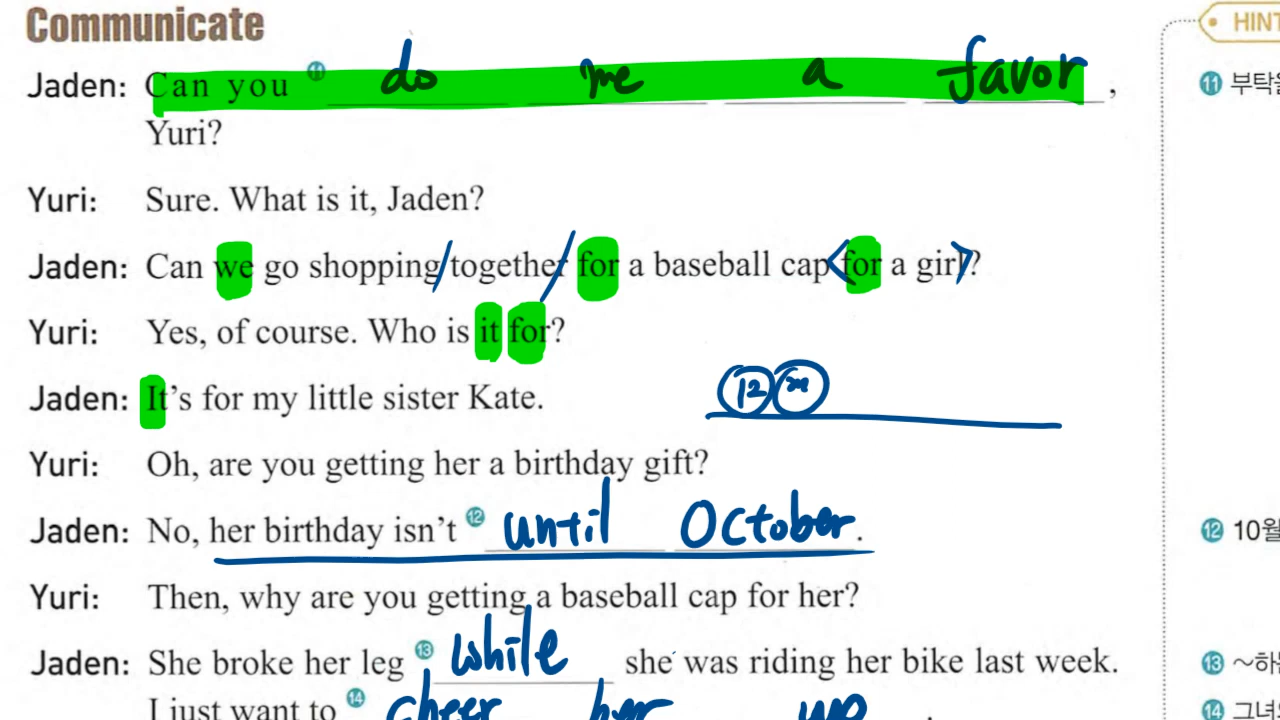 Communicate
HINT
Jaden: Can you ⑪ do me a favor,
⑪ 부탁을
Yuri?
Yuri: Sure. What is it, Jaden?
Jaden: Can we go shopping/together/for a baseball cap<for a girl>?
Yuri: Yes, of course. Who is it for?
Jaden: It's for my little sister Kate.
12
Yuri: Oh, are you getting her a birthday gift?
Jaden: No, her birthday isn't ⑫ until October.
⑫ 10월
Yuri: Then, why are you getting a baseball cap for her?
Jaden: She broke her leg ⑬ while she was riding her bike last week.
⑬ ~하는
I just want to ⑭ cheer her up.
⑭ 그녀